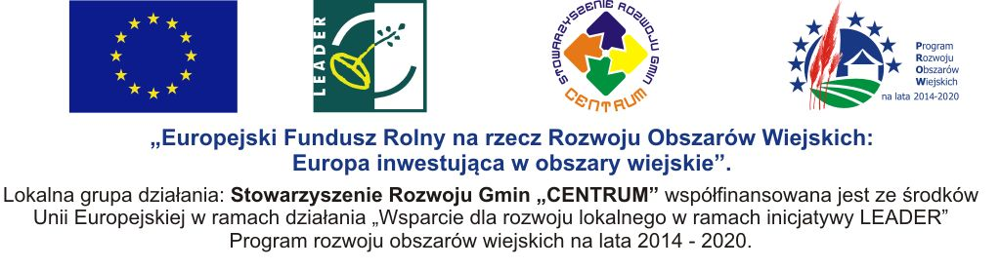 LEADER
STOWARZYSZENIE ROZWOJU GMIN
CENTRUM
Program
Rozwoju
Obszarów
Wiejskich
na lata 2014-2020
„Europejski Fundusz Rolny na rzecz Rozwoju Obszarów Wiejskich:
Europa inwestująca w obszary wiejskie”.
Lokalna grupa działania: Stowarzyszenie Rozwoju Gmin „CENTRUM” współfinansowana jest ze środków
Unii Europejskiej w ramach działania „Wsparcie dla rozwoju lokalnego w ramach inicjatywy LEADER”
Program rozwoju obszarów wiejskich na lata 2014 - 2020.